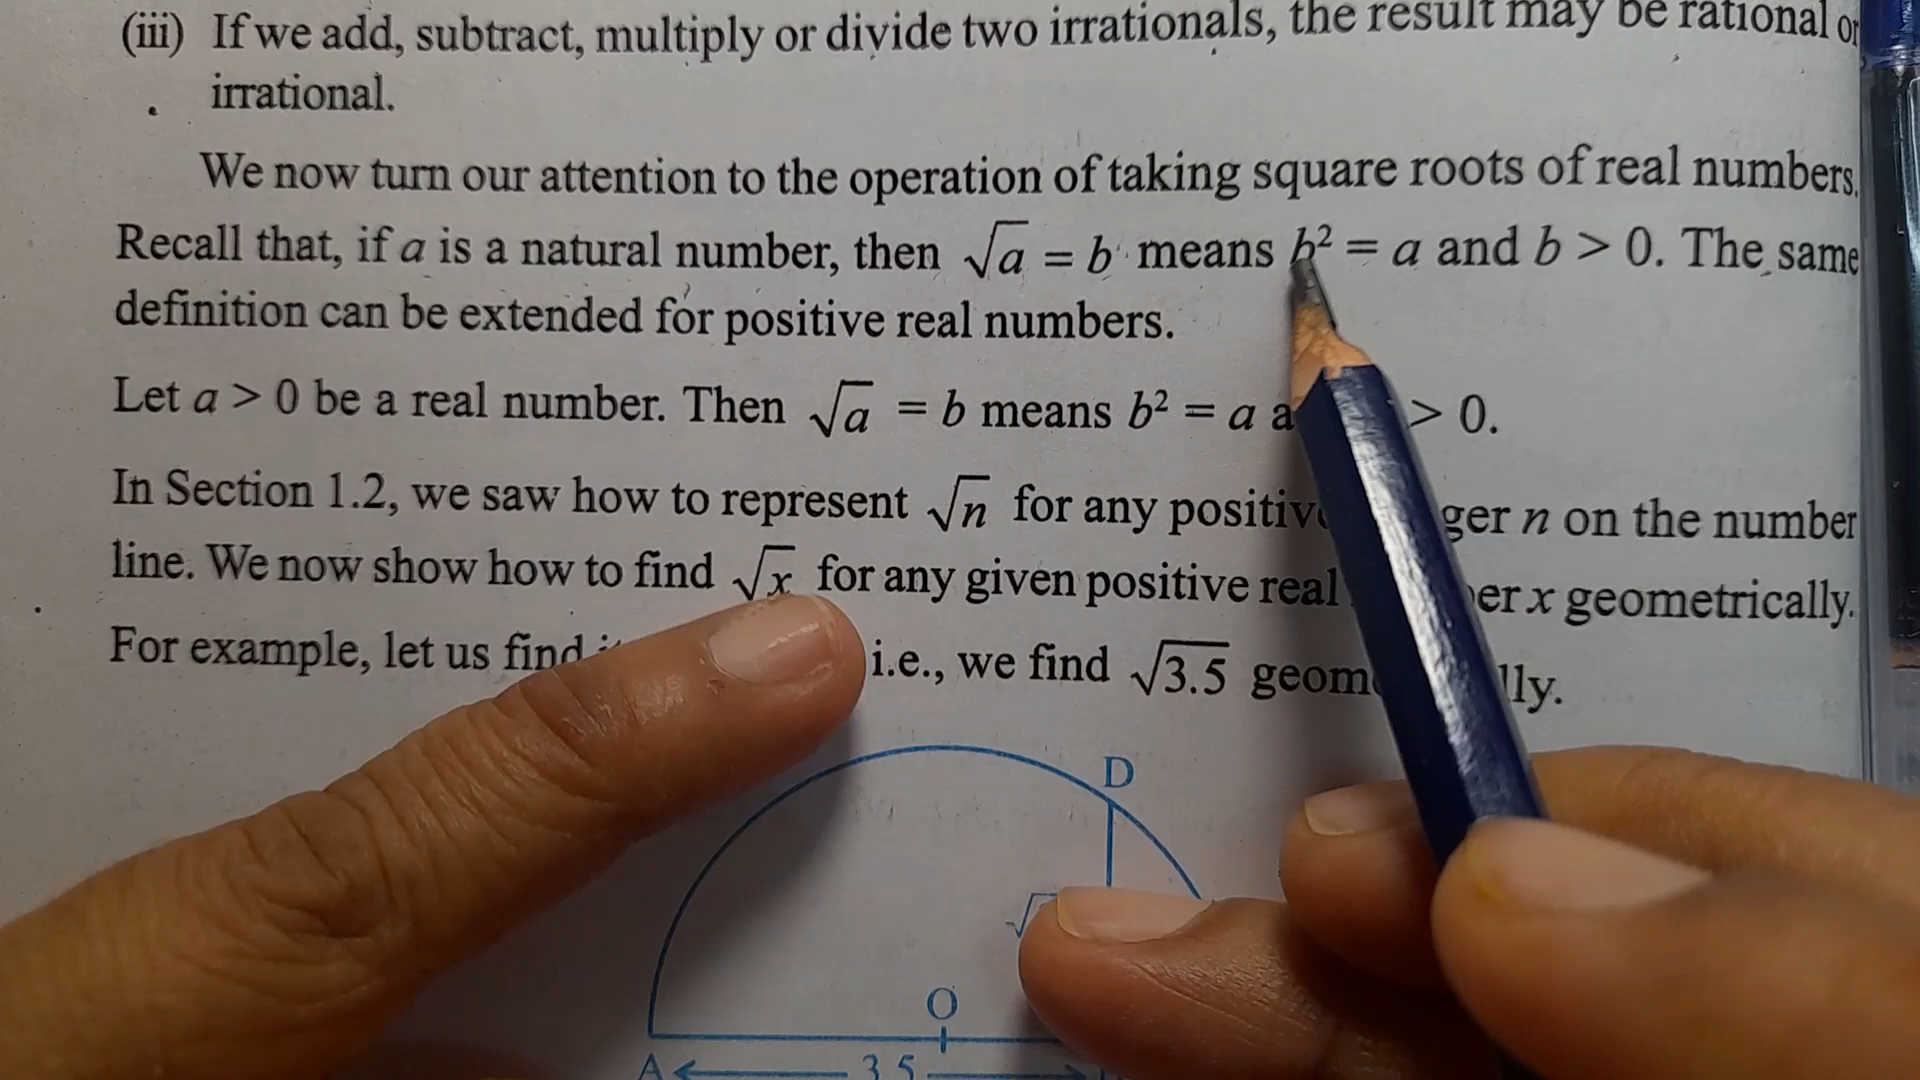 (iii) If we add, subtract, multiply or divide two irrationals, the result may be rational or
irrational.
We now turn our attention to the operation of taking square roots of real numbers.
Recall that, if a is a natural number, then √a = b means b² = a and b > 0. The same
definition can be extended for positive real numbers.
Let a > 0 be a real number. Then √a = b means b² = a > 0.
In Section 1.2, we saw how to represent √n for any n on the number
line. We now show how to find √x for any given positive real x geometrically.
For example, let us find i.e., we find √3.5
D
O
A 3.5